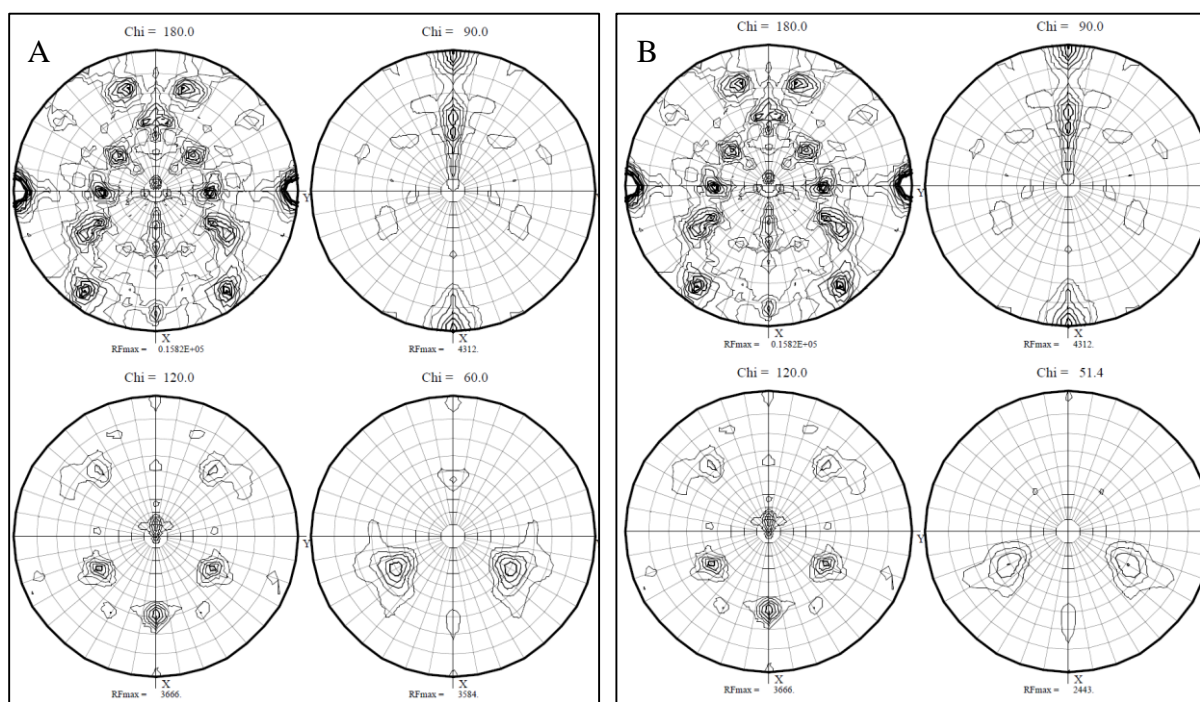 A
Chi = 180.0
Chi = 90.0
Y
X
RFmax = 0.1582E+05
X
RFmax = 4312.
Chi = 120.0
Chi = 60.0
Y
X
RFmax = 3666.
X
RFmax = 3584.
B
Chi = 180.0
Chi = 90.0
Y
X
RFmax = 0.1582E+05
X
RFmax = 4312.
Chi = 120.0
Chi = 51.4
Y
X
RFmax = 3666.
X
RFmax = 2443.